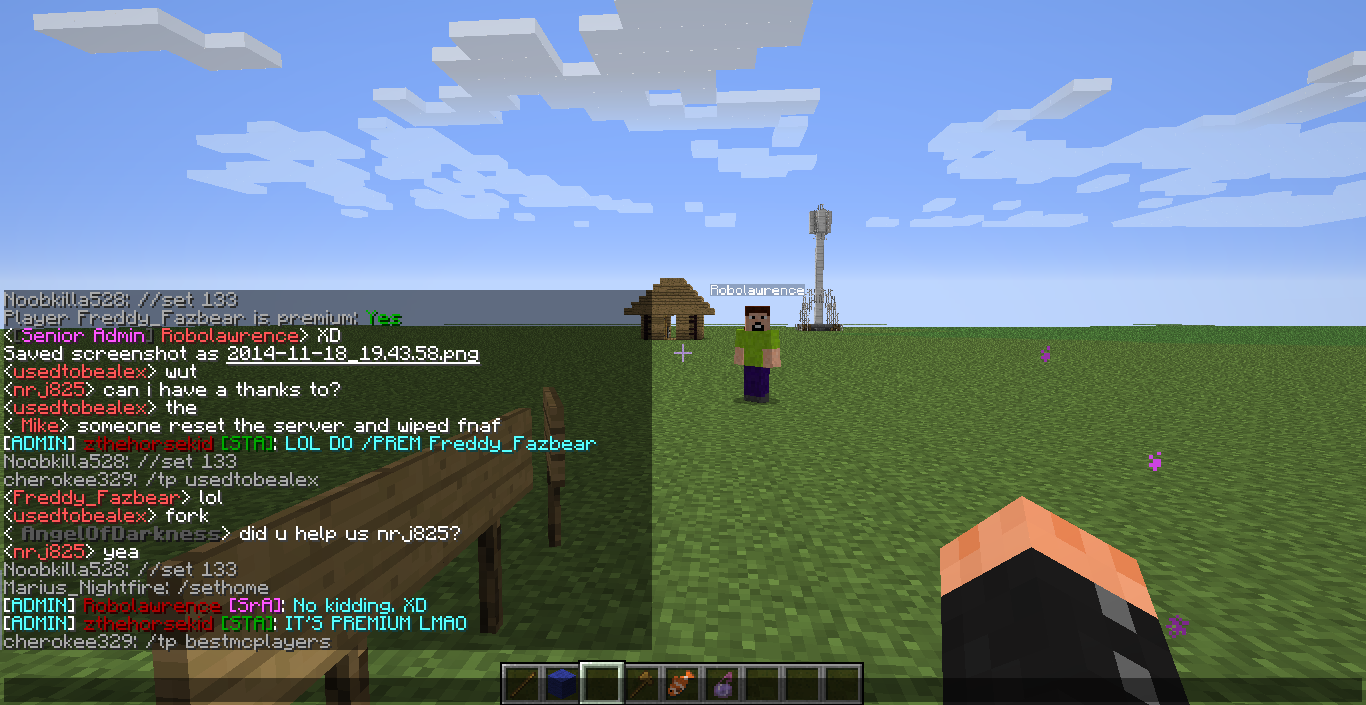 Robolawrence
Noobkilla528: //set 133
Player Freddy_Fazbear is premium: Yes
<[Senior Admin] Robolawrence> XD
Saved screenshot as 2014-11-18_19.43.58.png
<usedtobealex> wut
<nrj825> can i have a thanks to?
<usedtobealex> the
< Mike> someone reset the server and wiped fnaf
[ADMIN] zthehorsekid [STA]: LOL DO /PREM Freddy_Fazbear
Noobkilla528: //set 133
cherokee329: /tp usedtobealex
<Freddy_Fazbear> lol
<usedtobealex> fork
< AngelOfDarkness> did u help us nrj825?
<nrj825> yea
Noobkilla528: //set 133
Marius_Nightfire: /sethome
[ADMIN] Robolawrence [SrA]: No kidding. XD
[ADMIN] zthehorsekid [STA]: IT'S PREMIUM LMAO
cherokee329: /tp bestmcplayers